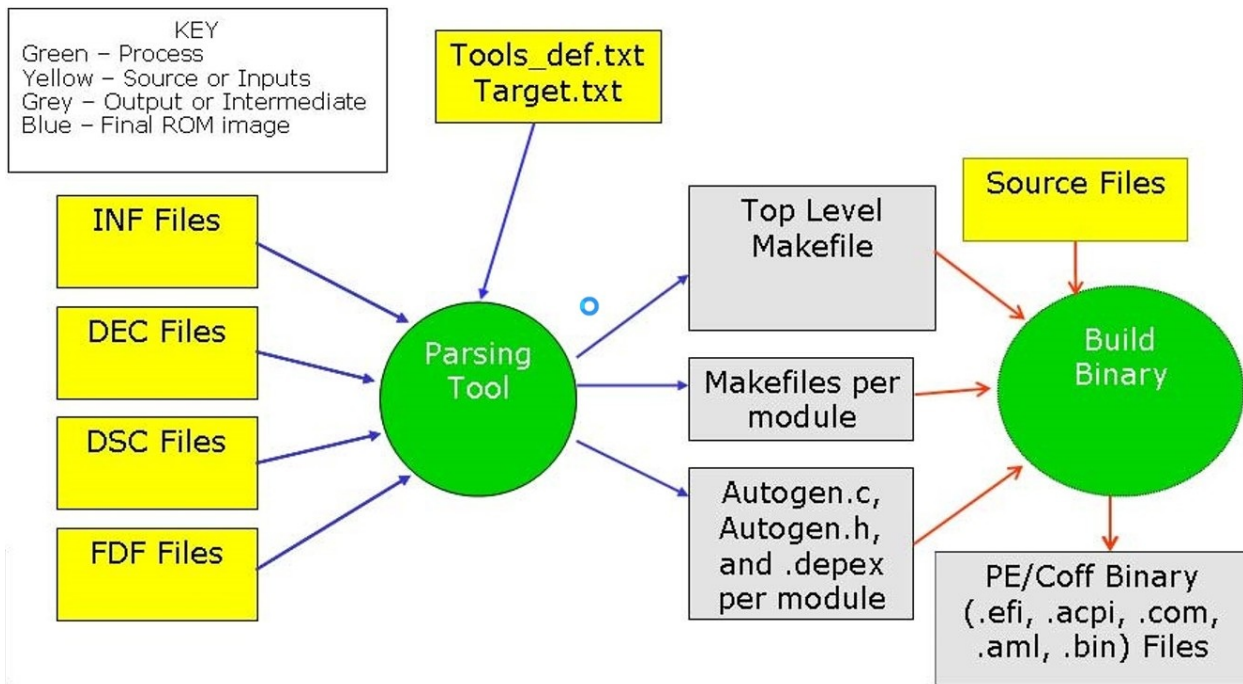 KEY
Green – Process
Yellow – Source or Inputs
Grey – Output or Intermediate
Blue – Final ROM image
Tools_def.txt
Target.txt
INF Files
DEC Files
DSC Files
FDF Files
Parsing
Tool
Top Level
Makefile
Makefiles per
module
Autogen.c,
Autogen.h,
and .depex
per module
Source Files
Build
Binary
PE/Coff Binary
(.efi, .acpi, .com,
.aml, .bin) Files